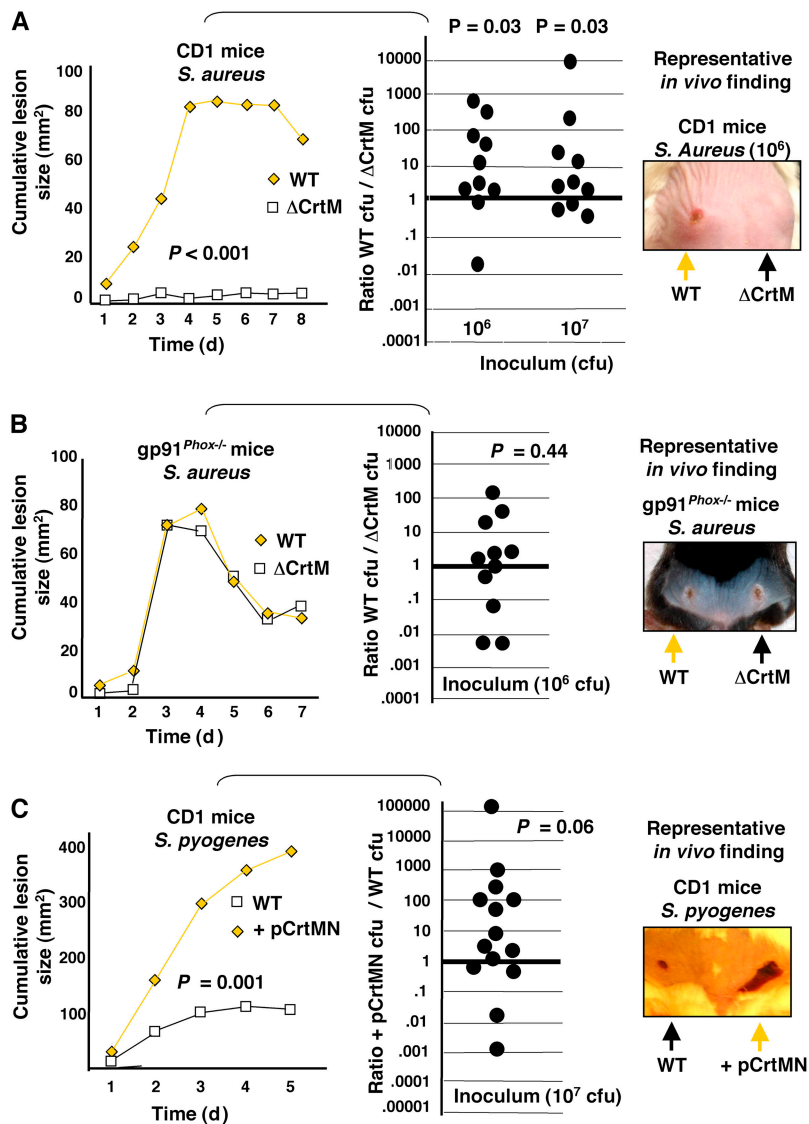 A
CD1 mice
S. aureus
Cumulative lesion
size (mm²)
100
80
60
40
20
0
WT
ΔCrtM
P < 0.001
1 2 3 4 5 6 7 8
Time (d)
P = 0.03 P = 0.03
Ratio WT cfu / ΔCrtM cfu
10000
1000
100
10
1
.1
.01
.001
.0001
10⁶ 10⁷
Inoculum (cfu)
Representative
in vivo finding
CD1 mice
S. Aureus (10⁶)
WT ΔCrtM
B
gp91Phox-/- mice
S. aureus
Cumulative lesion
size (mm²)
100
80
60
40
20
0
WT
ΔCrtM
1 2 3 4 5 6 7
Time (d)
P = 0.44
Ratio WT cfu / ΔCrtM cfu
10000
1000
100
10
1
.1
.01
.001
.0001
Inoculum (10⁶ cfu)
Representative
in vivo finding
gp91Phox-/- mice
S. aureus
WT ΔCrtM
C
CD1 mice
S. pyogenes
Cumulative lesion
size (mm²)
400
300
200
100
WT
+ pCrtMN
P = 0.001
1 2 3 4 5
Time (d)
P = 0.06
Ratio + pCrtMN cfu / WT cfu
100000
10000
1000
100
10
1
.1
.01
.001
.0001
.00001
Inoculum (10⁷ cfu)
Representative
in vivo finding
CD1 mice
S. pyogenes
WT + pCrtMN